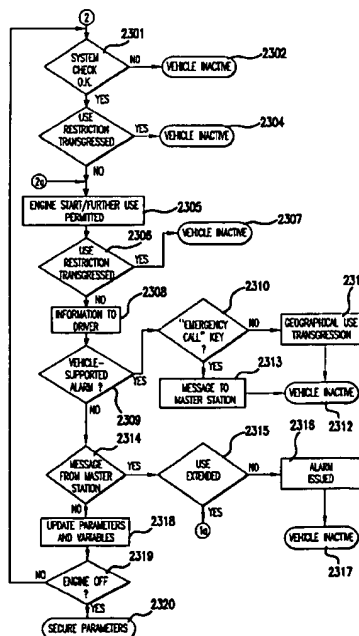 2
2301
SYSTEM
CHECK
O.K.
NO
2302
VEHICLE INACTIVE
YES
USE
RESTRICTION
TRANSGRESSED
YES
2304
VEHICLE INACTIVE
NO
ENGINE START/FURTHER USE
PERMITTED
2305
2306
2307
VEHICLE INACTIVE
USE
RESTRICTION
TRANSGRESSED
YES
NO
INFORMATION TO
DRIVER
2308
2310
"EMERGENCY
CALL" KEY
?
NO
GEOGRAPHICAL USE
TRANSGRESSION
VEHICLE-
SUPPORTED
ALARM ?
YES
YES
2313
MESSAGE TO
MASTER STATION
VEHICLE INACTIVE
2312
NO
2309
2314
2315
2316
MESSAGE
FROM MASTER
STATION
YES
USE
EXTENDED
NO
ALARM
ISSUED
NO
YES
UPDATE PARAMETERS
AND VARIABLES
2318
VEHICLE INACTIVE
2317
2319
NO
ENGINE OFF
?
YES
2320
SECURE PARAMETERS